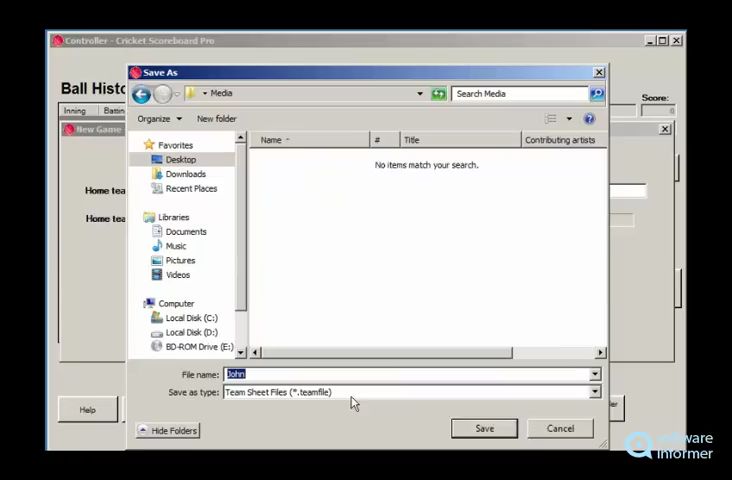 Controller - Cricket Scoreboard Pro
Save As
Media
Search Media
Ball Histo
Score:
Organize
New folder
Inning
Battin
0
New Game
Name
#
Title
Contributing artists
Favorites
Desktop
No items match your search.
Downloads
Recent Places
Home tea
Home tea
Libraries
Documents
Music
Pictures
Videos
Computer
Local Disk (C:)
Local Disk (D:)
BD-ROM Drive (E:)
File name:
John
Save as type:
Team Sheet Files (*.teamfile)
Help
Hide Folders
Save
Cancel
software
informer